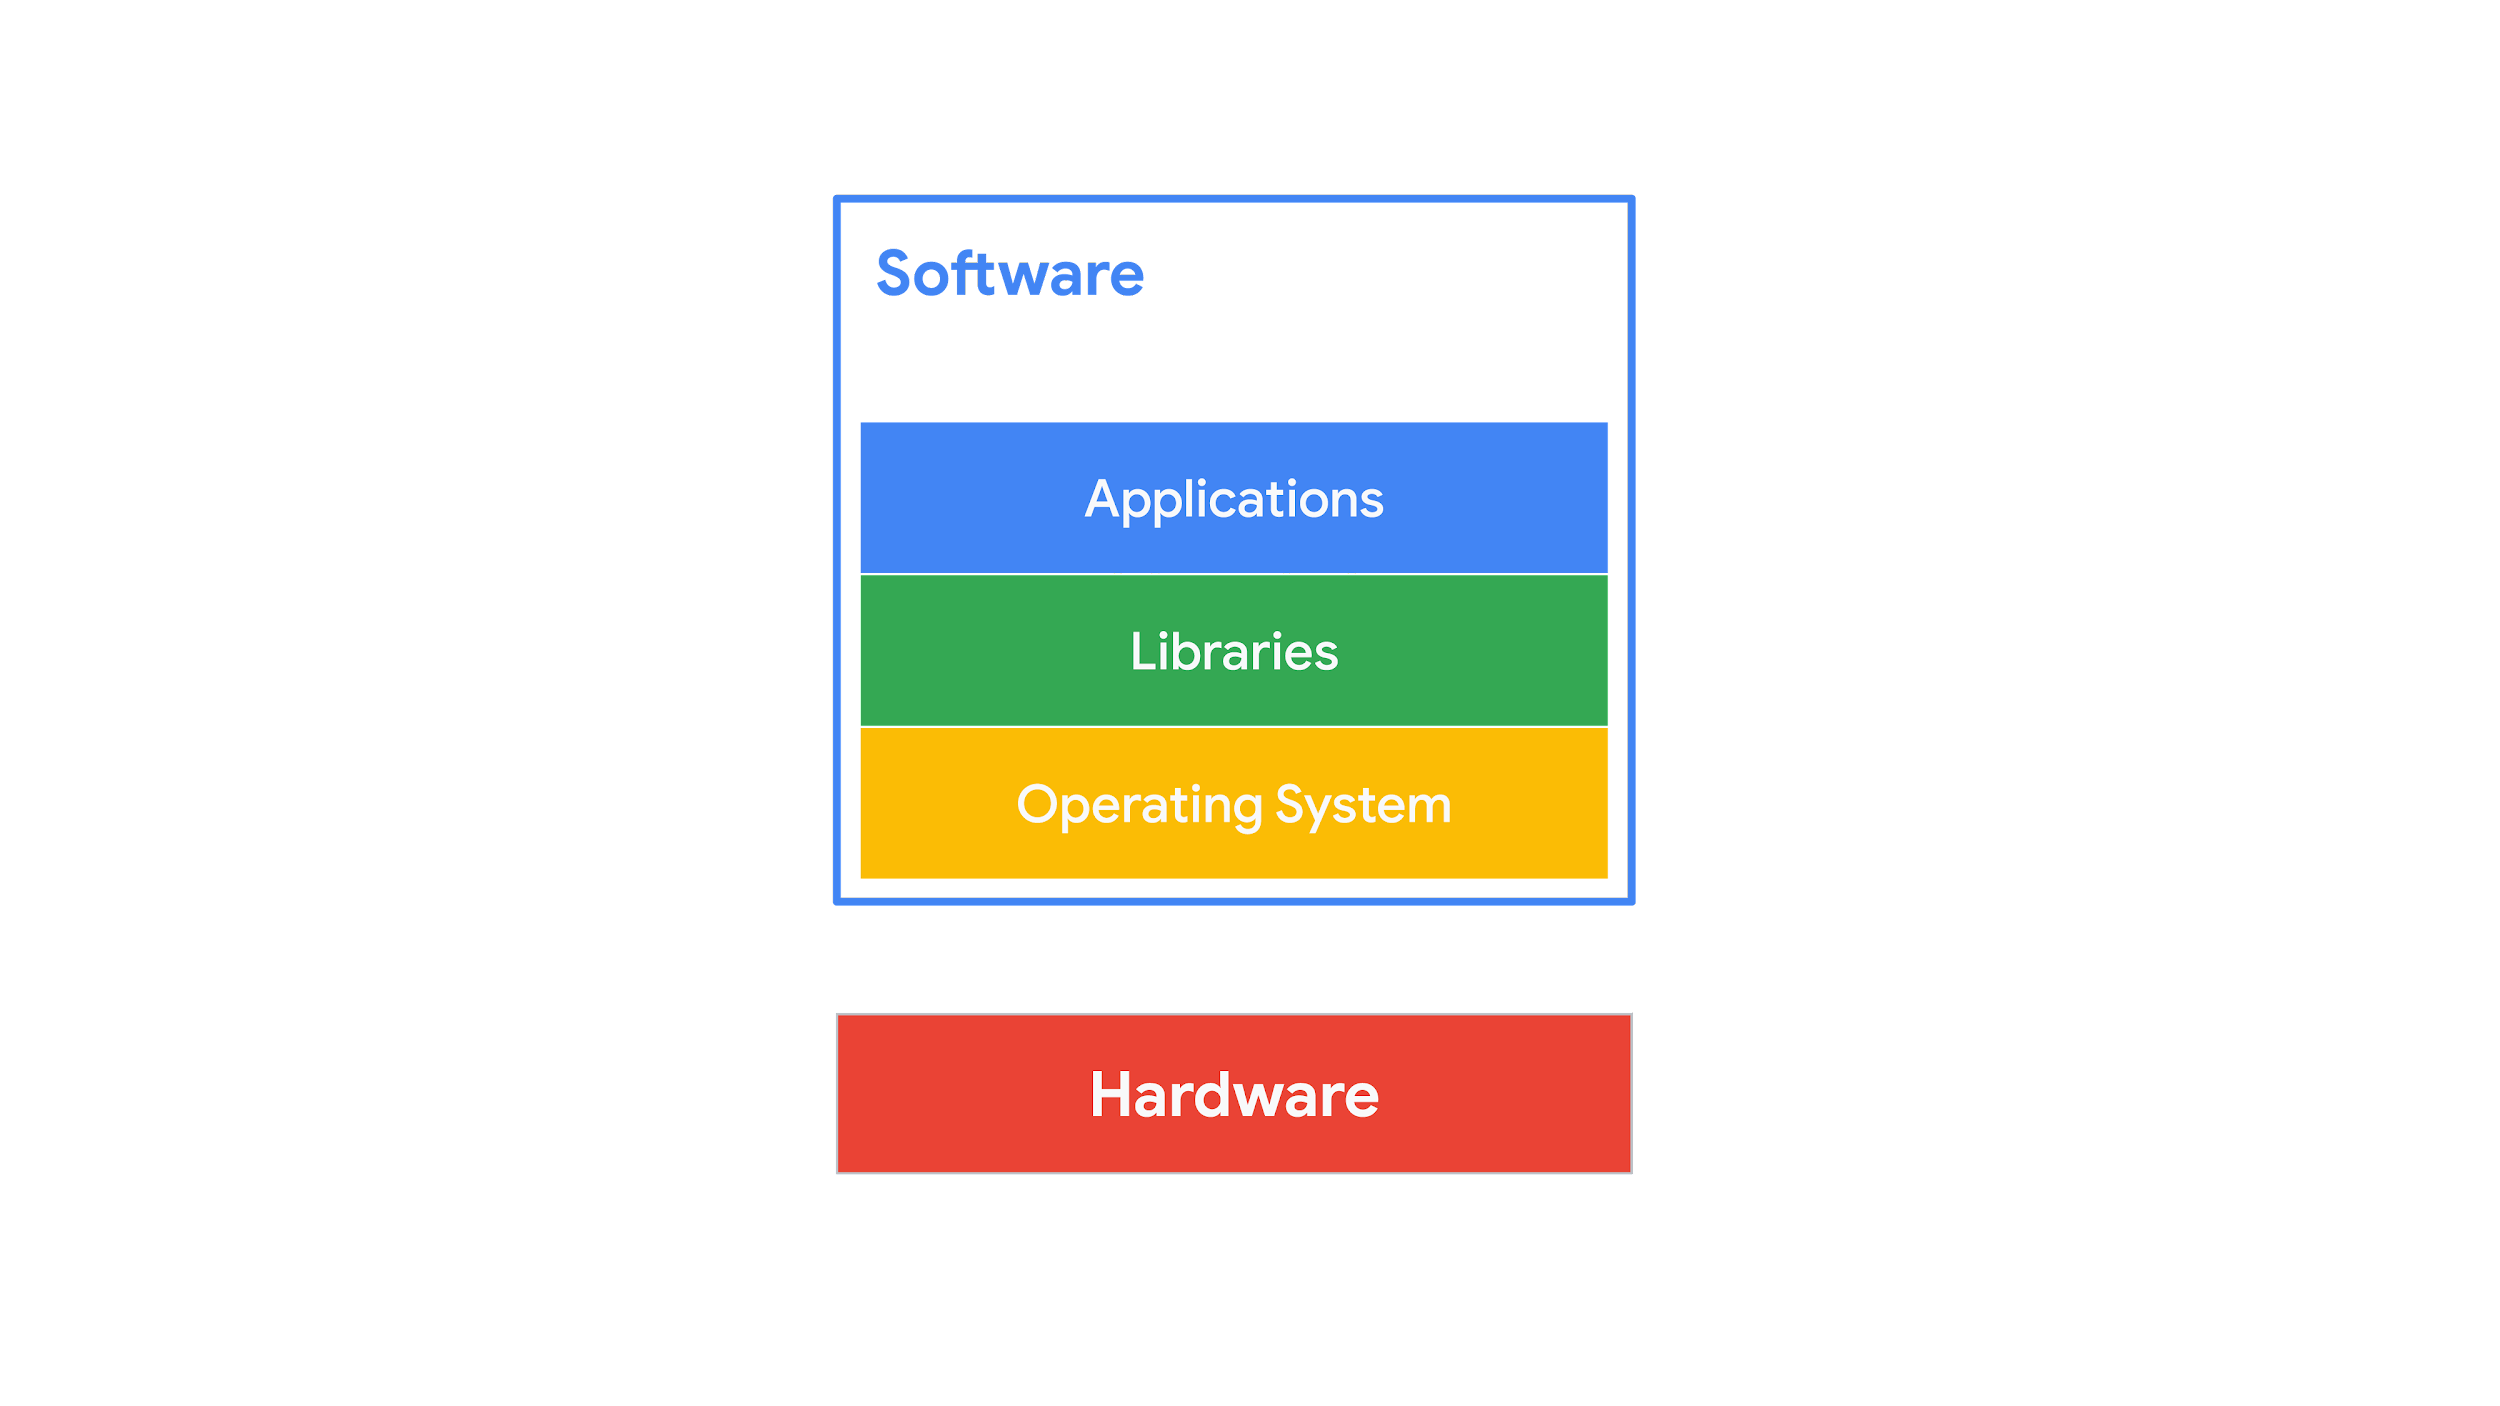 Software
Applications
Libraries
Operating System
Hardware